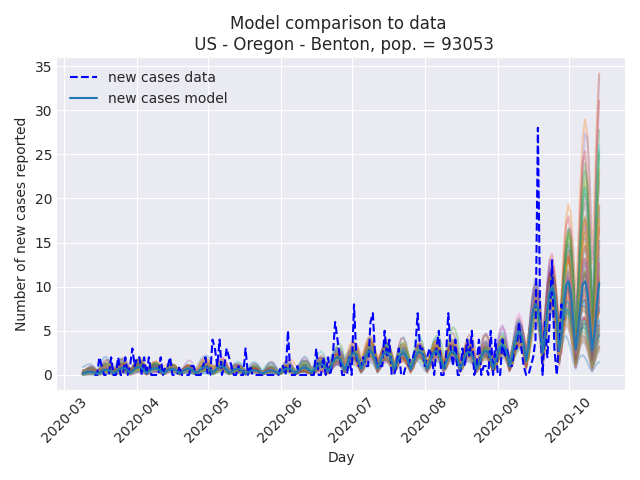 Model comparison to data
US - Oregon - Benton, pop. = 93053
new cases data
new cases model
Number of new cases reported
35
30
25
20
15
10
5
0
2020-03
2020-04
2020-05
2020-06
2020-07
2020-08
2020-09
2020-10
Day